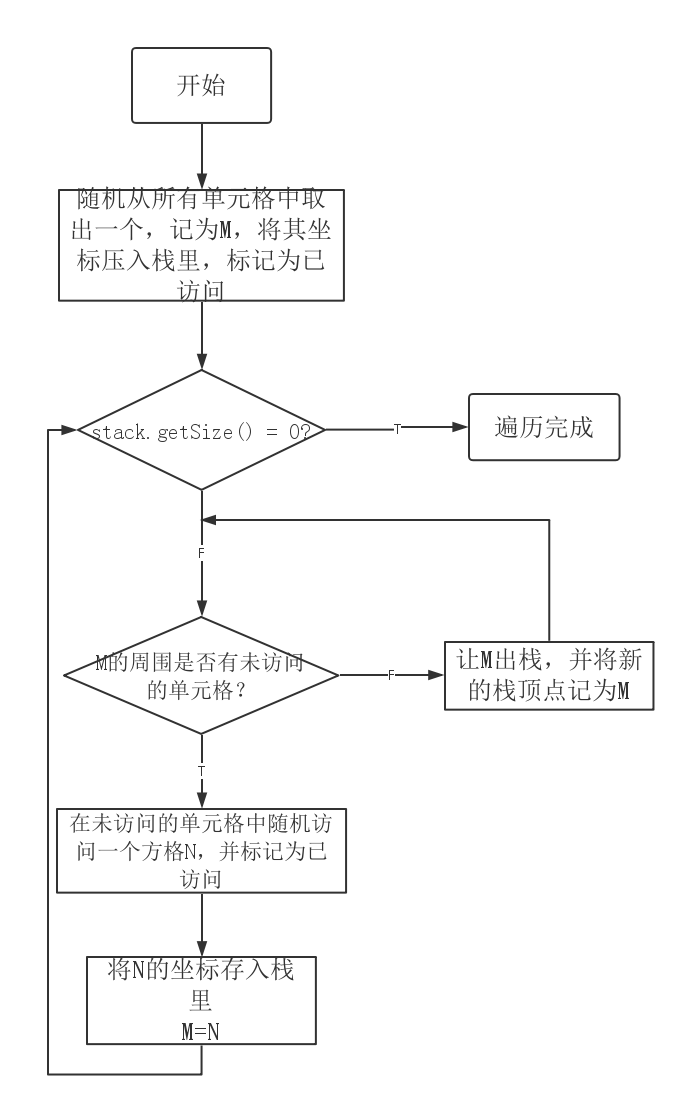 开始
随机从所有单元格中取
出一个，记为M，将其坐
标压入栈里，标记为已
访问
stack.getSize() = 0?
T
遍历完成
F
M的周围是否有未访问
的单元格？
F
让M出栈，并将新
的栈顶点记为M
T
在未访问的单元格中随机访
问一个方格N，并标记为已
访问
将N的坐标存入栈
里
M=N